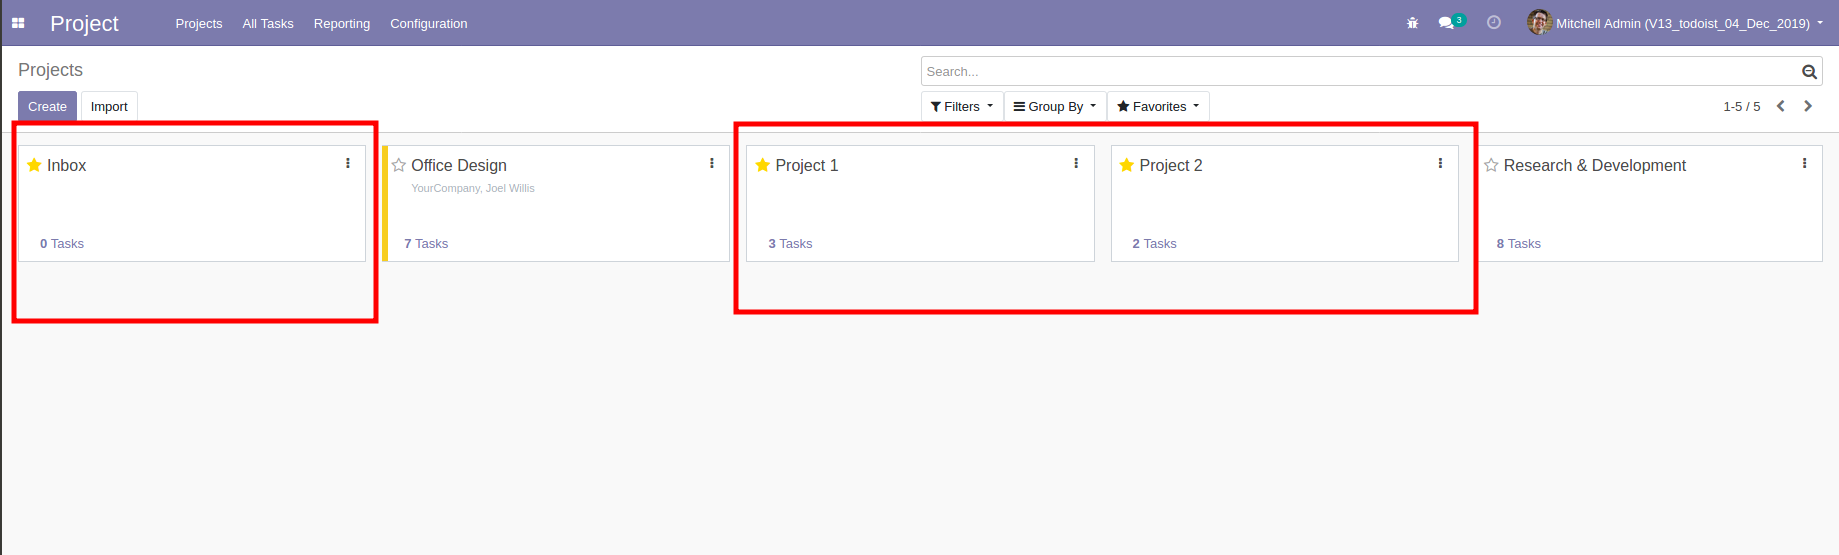 Project Projects All Tasks Reporting Configuration 3 Mitchell Admin (V13_todoist_04_Dec_2019)
Projects Search...
Create Import Filters Group By Favorites 1-5 / 5
Inbox Office Design Project 1 Project 2 Research & Development
YourCompany, Joel Willis
0 Tasks 7 Tasks 3 Tasks 2 Tasks 8 Tasks